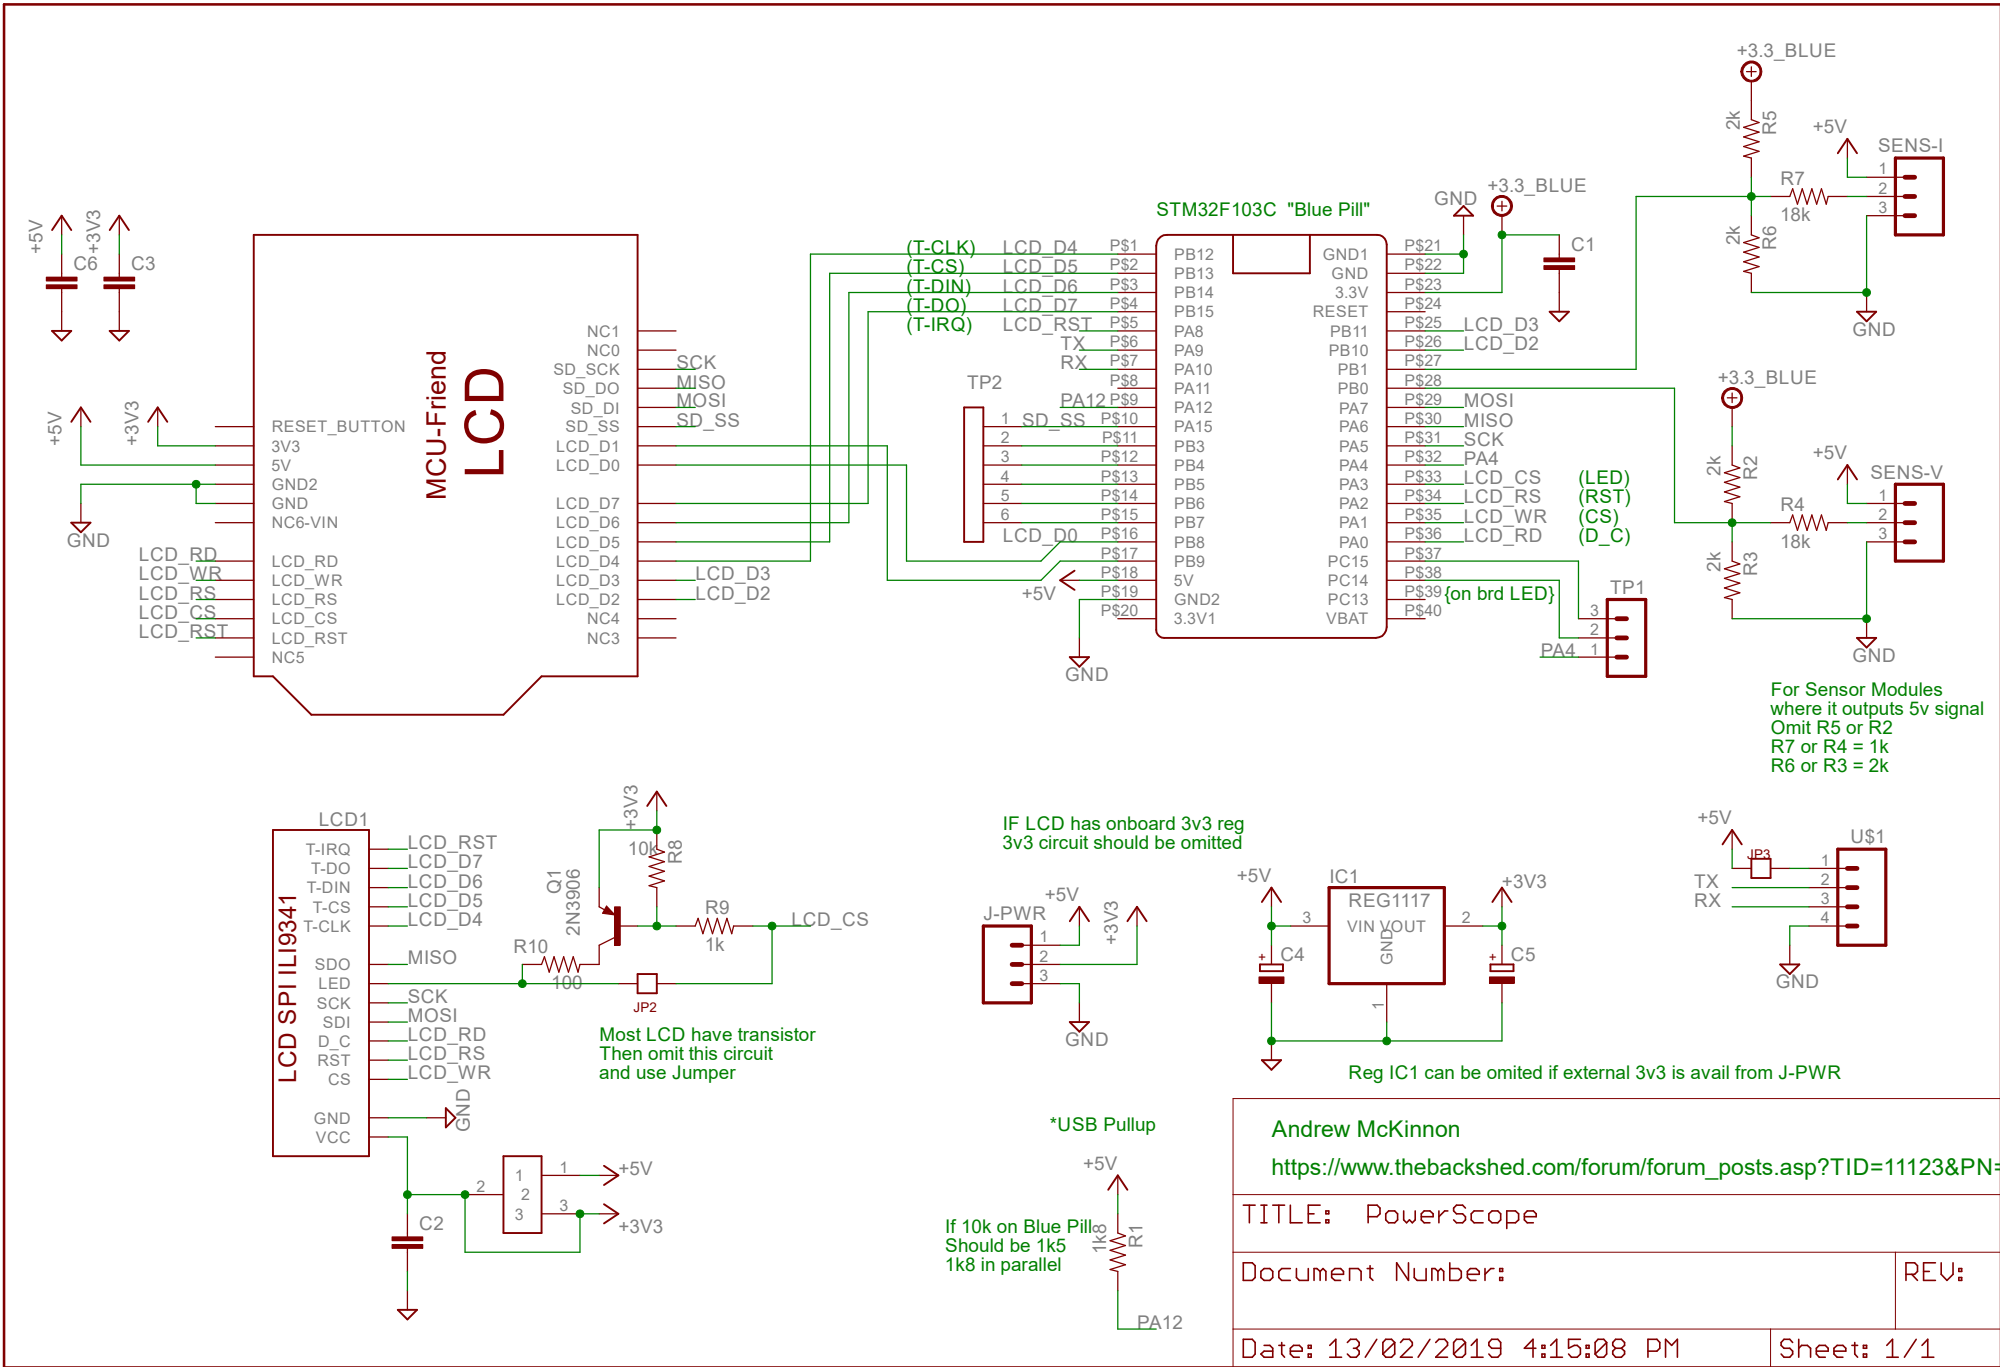 +3.3_BLUE
2k
R5
+5V
SENS-I
R7
18k
1
2
3
2k
R6
GND
STM32F103C "Blue Pill"
GND
+3.3_BLUE
C1
+5V
+3V3
C6
C3
MCU-Friend
LCD
NC1
NC0
SD_SCK
SD_DO
SD_DI
SD_SS
LCD_D1
LCD_D0
LCD_D7
LCD_D6
LCD_D5
LCD_D4
LCD_D3
LCD_D2
NC4
NC3
SCK
MISO
MOSI
SD_SS
LCD_D3
LCD_D2
+5V
+3V3
GND
RESET_BUTTON
3V3
5V
GND2
GND
NC6-VIN
LCD_RD
LCD_WR
LCD_RS
LCD_CS
LCD_RST
NC5
LCD_RD
LCD_WR
LCD_RS
LCD_CS
LCD_RST
(T-CLK) LCD_D4 P$1 PB12
(T-CS) LCD_D5 P$2 PB13
(T-DIN) LCD_D6 P$3 PB14
(T-DO) LCD_D7 P$4 PB15
(T-IRQ) LCD_RST P$5 PA8
TX P$6 PA9
RX P$7 PA10
P$8 PA11
PA12 P$9 PA12
SD_SS P$10 PA15
P$11 PB3
P$12 PB4
P$13 PB5
P$14 PB6
P$15 PB7
LCD_D0 P$16 PB8
P$17 PB9
+5V P$18 5V
P$19 GND2
P$20 3.3V1
GND
TP2
1
2
3
4
5
6
GND1 P$21
GND P$22
3.3V P$23
RESET P$24
PB11 P$25 LCD_D3
PB10 P$26 LCD_D2
PB1 P$27
PB0 P$28
PA7 P$29 MOSI
PA6 P$30 MISO
PA5 P$31 SCK
PA4 P$32 PA4
PA3 P$33 LCD_CS (LED)
PA2 P$34 LCD_RS (RST)
PA1 P$35 LCD_WR (CS)
PA0 P$36 LCD_RD (D_C)
PC15 P$37
PC14 P$38
PC13 P$39 {on brd LED}
VBAT P$40
TP1
3
2
PA4 1
+3.3_BLUE
2k
R2
+5V
SENS-V
R4
18k
1
2
3
2k
R3
GND
For Sensor Modules
where it outputs 5v signal
Omit R5 or R2
R7 or R4 = 1k
R6 or R3 = 2k
LCD1
LCD SPI ILI9341
T-IRQ LCD_RST
T-DO LCD_D7
T-DIN LCD_D6
T-CS LCD_D5
T-CLK LCD_D4
SDO MISO
LED
SCK SCK
SDI MOSI
D_C LCD_RD
RST LCD_RS
CS LCD_WR
GND GND
VCC
+3V3
10k
R8
Q1
2N3906
R9
1k
LCD_CS
R10
100
JP2
Most LCD have transistor
Then omit this circuit
and use Jumper
C2
2
1
2
3
1 +5V
3 +3V3
IF LCD has onboard 3v3 reg
3v3 circuit should be omitted
J-PWR
+5V
+3V3
1
2
3
GND
+5V
IC1
REG1117
VIN VOUT
GND
3
2
1
+3V3
+ C4
+ C5
Reg IC1 can be omited if external 3v3 is avail from J-PWR
+5V
JP3
U$1
1
TX 2
RX 3
4
GND
*USB Pullup
+5V
1k8
R1
PA12
If 10k on Blue Pill
Should be 1k5
1k8 in parallel
Andrew McKinnon
https://www.thebackshed.com/forum/forum_posts.asp?TID=11123&PN=
TITLE: PowerScope
Document Number:
REV:
Date: 13/02/2019 4:15:08 PM
Sheet: 1/1